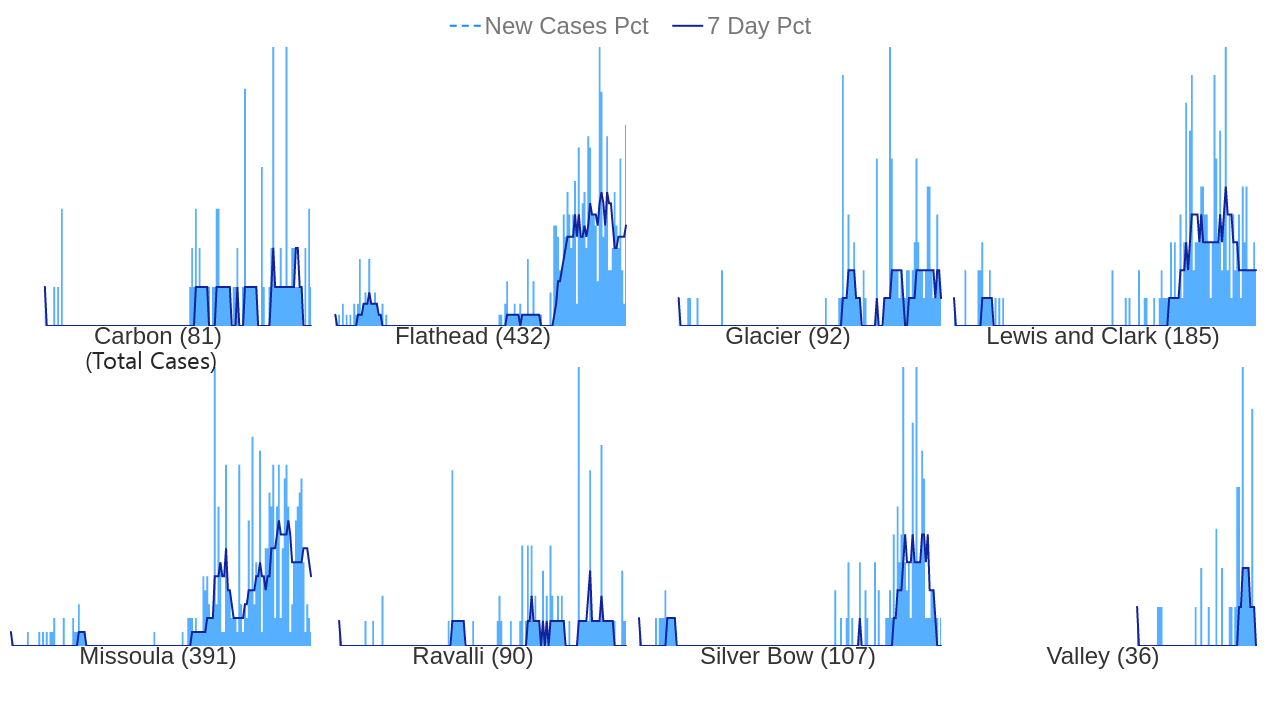 New Cases Pct 7 Day Pct
Carbon (81) Flathead (432) Glacier (92) Lewis and Clark (185)
(Total Cases)
Missoula (391) Ravalli (90) Silver Bow (107) Valley (36)